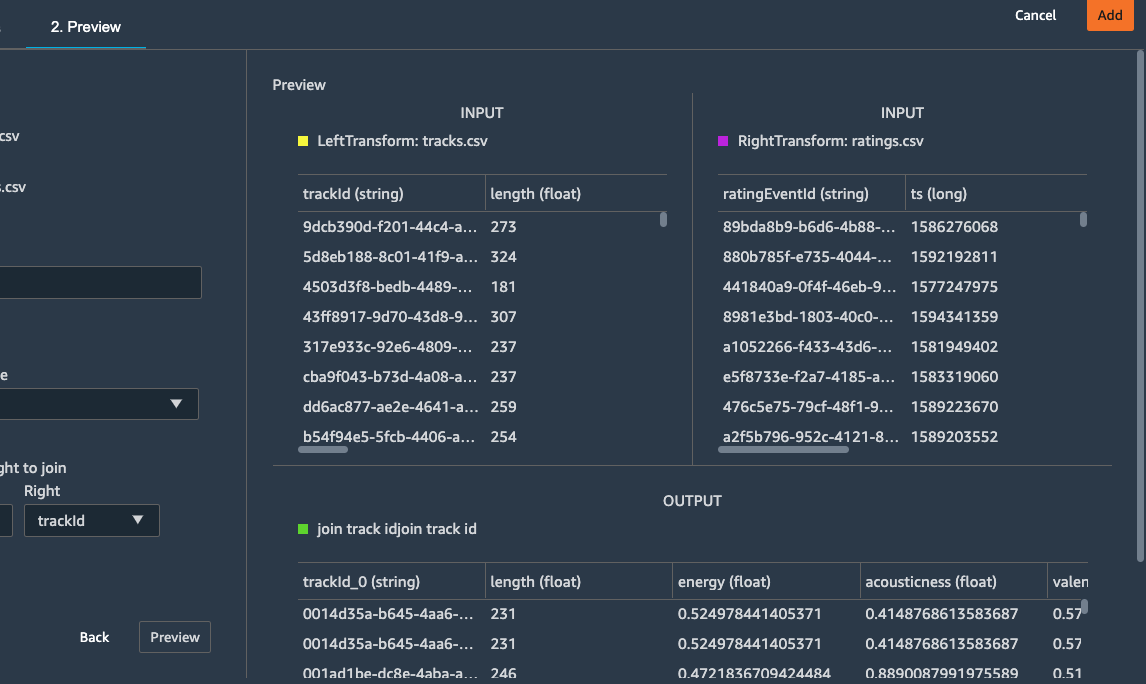 2. Preview
Cancel
Add
.csv
s.csv
e
ght to join
Right
trackId
Back
Preview
Preview
INPUT
LeftTransform: tracks.csv
trackId (string) length (float)
9dcb390d-f201-44c4-a... 273
5d8eb188-8c01-41f9-a... 324
4503d3f8-bedb-4489-... 181
43ff8917-9d70-43d8-9... 307
317e933c-92e6-4809-... 237
cba9f043-b73d-4a08-a... 237
dd6ac877-ae2e-4641-a... 259
b54f94e5-5fcb-4406-a... 254
INPUT
RightTransform: ratings.csv
ratingEventId (string) ts (long)
89bda8b9-b6d6-4b88-... 1586276068
880b785f-e735-4044-... 1592192811
441840a9-0f4f-46eb-9... 1577247975
8981e3bd-1803-40c0-... 1594341359
a1052266-f433-43d6-... 1581949402
e5f8733e-f2a7-4185-a... 1583319060
476c5e75-79cf-48f1-9... 1589223670
a2f5b796-952c-4121-8... 1589203552
OUTPUT
join track idjoin track id
trackId_0 (string) length (float) energy (float) acousticness (float) valen
0014d35a-b645-4aa6-... 231 0.524978441405371 0.4148768613583687 0.57
0014d35a-b645-4aa6-... 231 0.524978441405371 0.4148768613583687 0.57
001ad1be-dc8e-4aba-a... 246 0.4721836709424484 0.8890087991975589 0.51